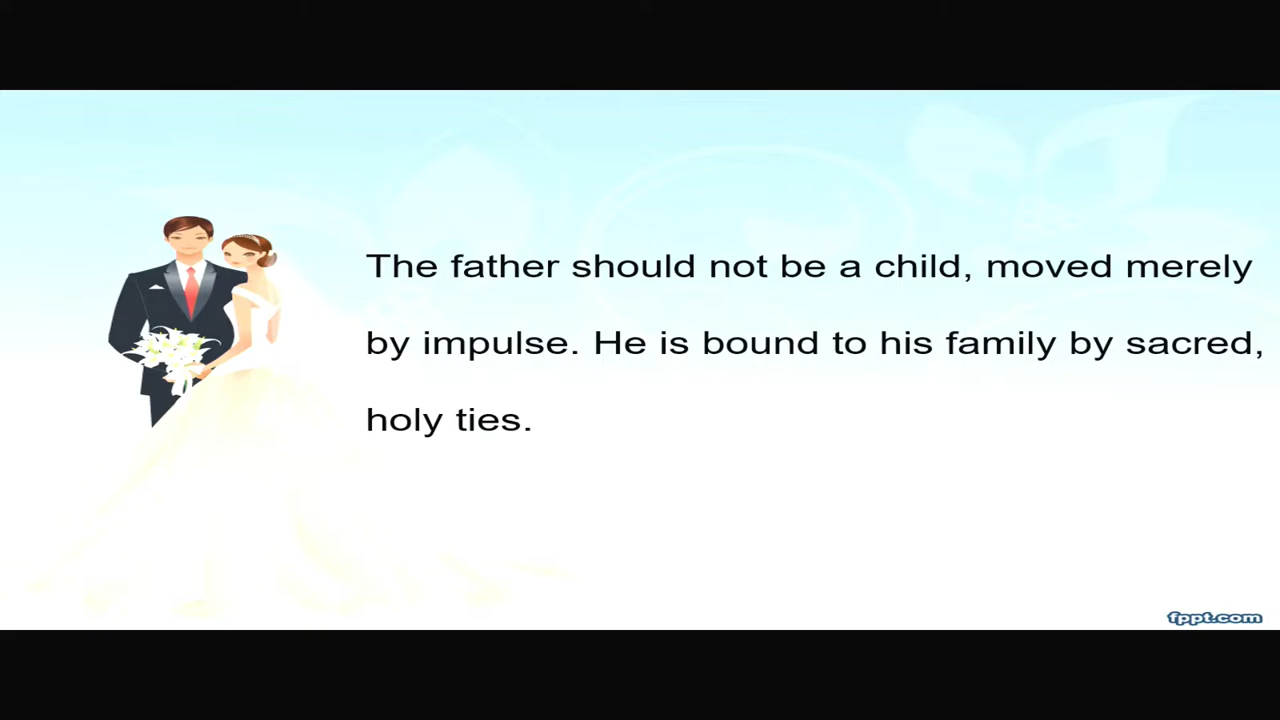 The father should not be a child, moved merely
by impulse. He is bound to his family by sacred,
holy ties.
fppt.com